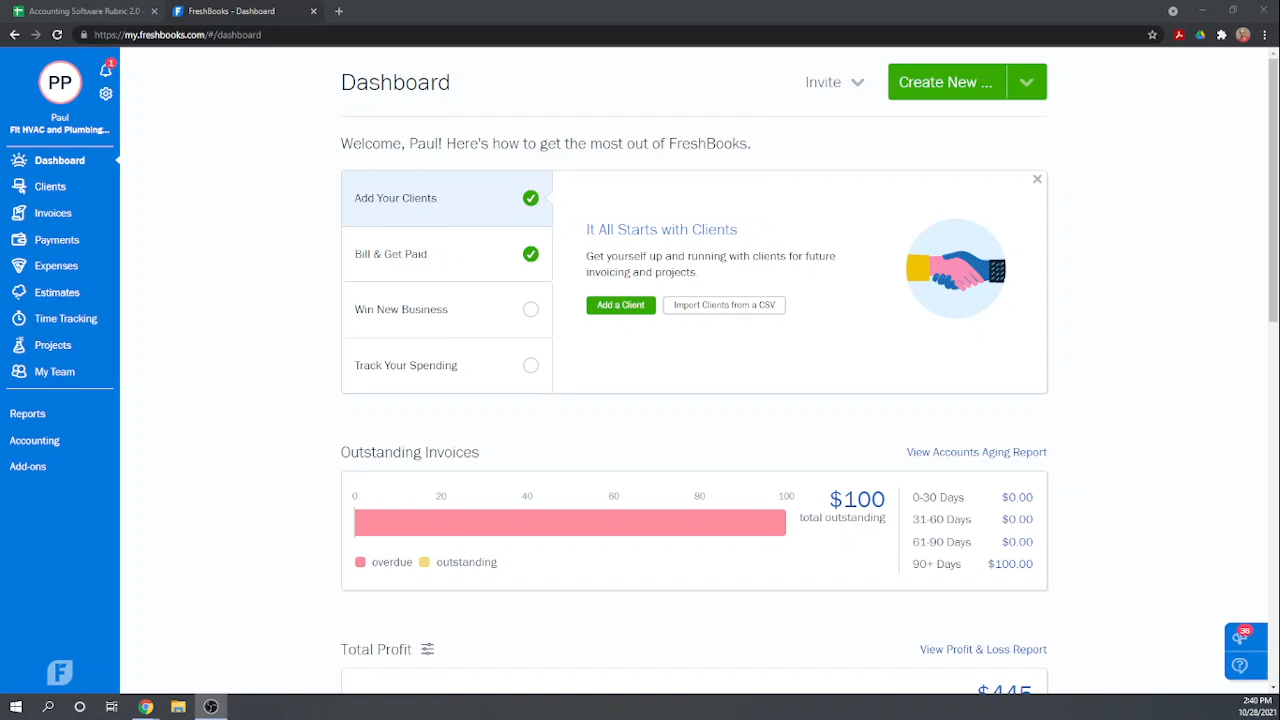 Accounting Software Rubric 2.0 -
FreshBooks - Dashboard
https://my.freshbooks.com/#/dashboard
PP
1
Paul
Fit HVAC and Plumbing...
Dashboard
Clients
Invoices
Payments
Expenses
Estimates
Time Tracking
Projects
My Team
Reports
Accounting
Add-ons
Dashboard
Invite
Create New ...
Welcome, Paul! Here's how to get the most out of FreshBooks.
Add Your Clients
Bill & Get Paid
Win New Business
Track Your Spending
It All Starts with Clients
Get yourself up and running with clients for future
invoicing and projects.
Add a Client
Import Clients from a CSV
Outstanding Invoices
View Accounts Aging Report
0 20 40 60 80 100
$100
total outstanding
overdue
outstanding
0-30 Days $0.00
31-60 Days $0.00
61-90 Days $0.00
90+ Days $100.00
Total Profit
View Profit & Loss Report
$445
36
2:40 PM
10/28/2021